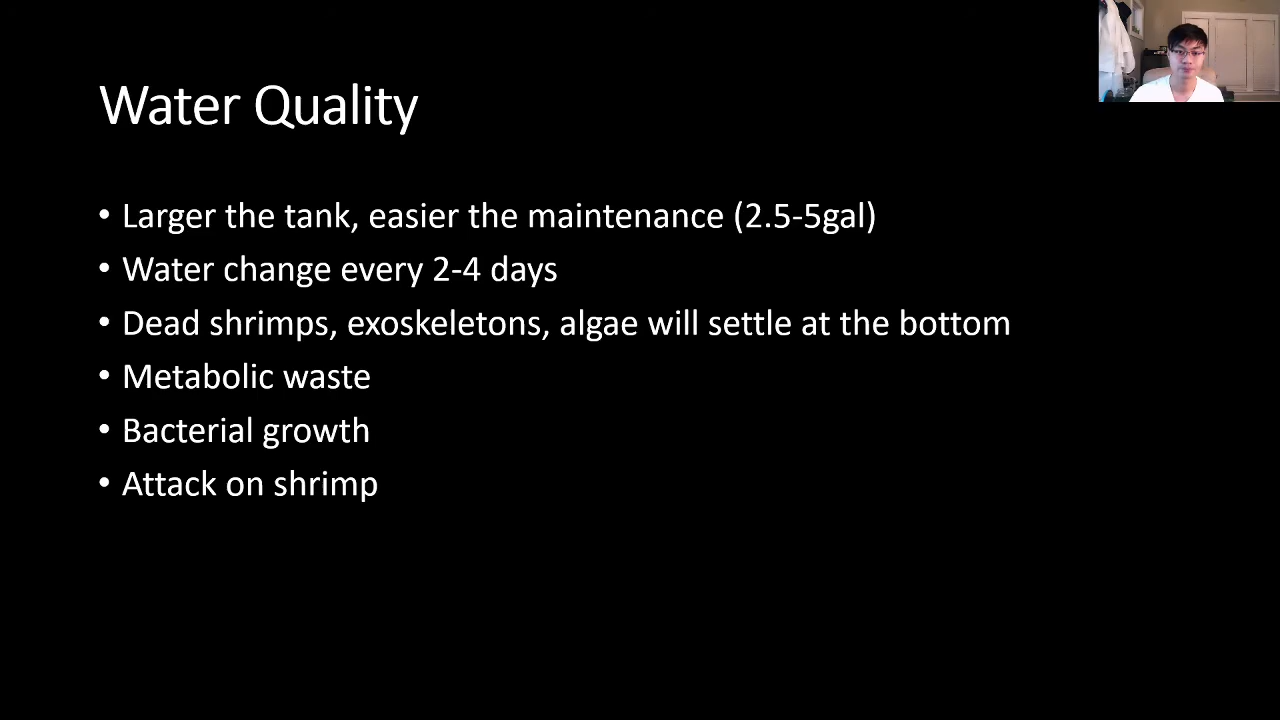 Water Quality
• Larger the tank, easier the maintenance (2.5-5gal)
• Water change every 2-4 days
• Dead shrimps, exoskeletons, algae will settle at the bottom
• Metabolic waste
• Bacterial growth
• Attack on shrimp